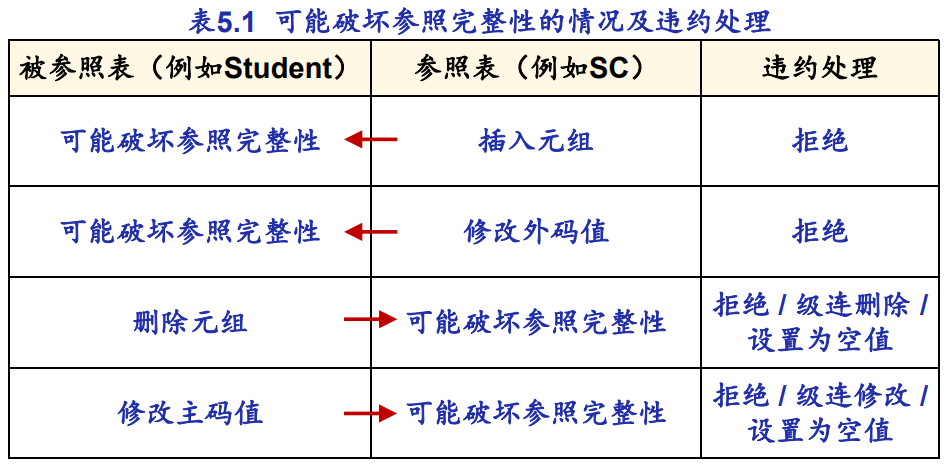 表5.1 可能破坏参照完整性的情况及违约处理
被参照表（例如Student） 参照表（例如SC） 违约处理
可能破坏参照完整性 插入元组 拒绝
可能破坏参照完整性 修改外码值 拒绝
删除元组 可能破坏参照完整性 拒绝 / 级连删除 /
设置为空值
修改主码值 可能破坏参照完整性 拒绝 / 级连修改 /
设置为空值